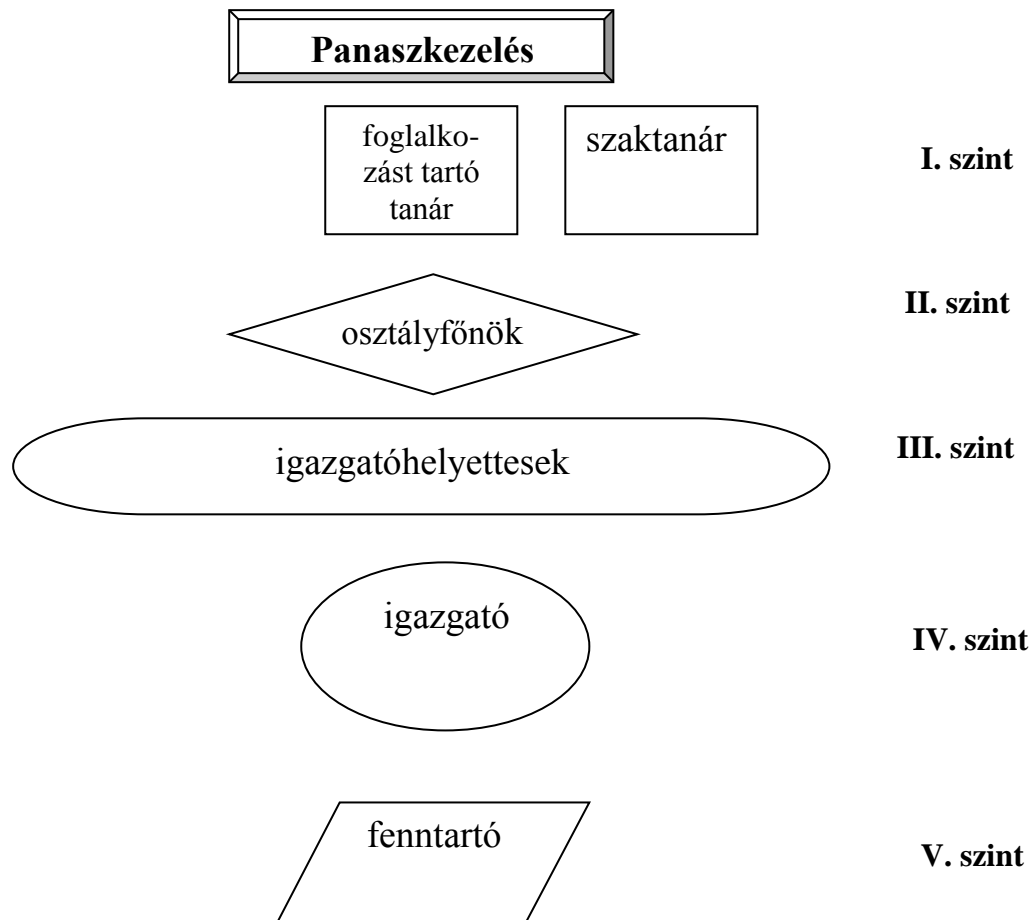 Panaszkezelés
foglalko-
zást tartó
tanár
szaktanár
I. szint
osztályfőnök
II. szint
igazgatóhelyettesek
III. szint
igazgató
IV. szint
fenntartó
V. szint